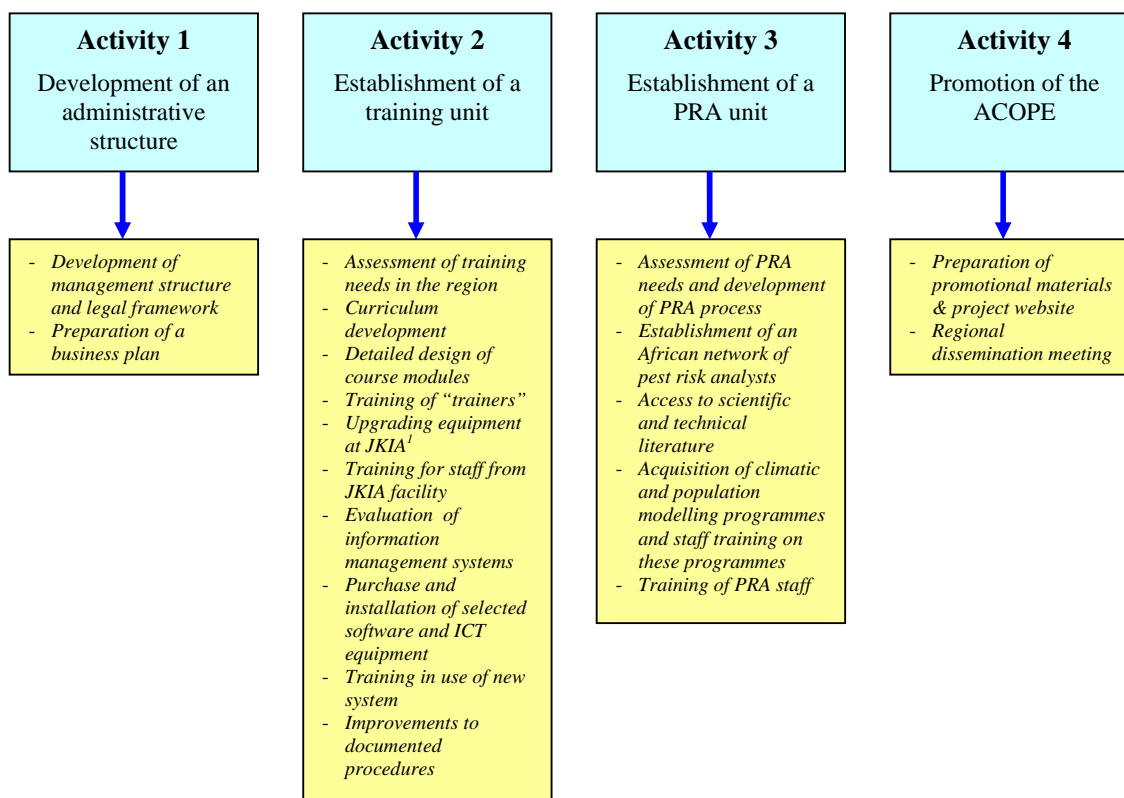 Activity 1
Development of an
administrative
structure
- Development of
management structure
and legal framework
- Preparation of a
business plan
Activity 2
Establishment of a
training unit
- Assessment of training
needs in the region
- Curriculum
development
- Detailed design of
course modules
- Training of “trainers”
- Upgrading equipment
at JKIA¹
- Training for staff from
JKIA facility
- Evaluation of
information
management systems
- Purchase and
installation of selected
software and ICT
equipment
- Training in use of new
system
- Improvements to
documented
procedures
Activity 3
Establishment of a
PRA unit
- Assessment of PRA
needs and development
of PRA process
- Establishment of an
African network of
pest risk analysts
- Access to scientific
and technical
literature
- Acquisition of climatic
and population
modelling programmes
and staff training on
these programmes
- Training of PRA staff
Activity 4
Promotion of the
ACOPE
- Preparation of
promotional materials
& project website
- Regional
dissemination meeting